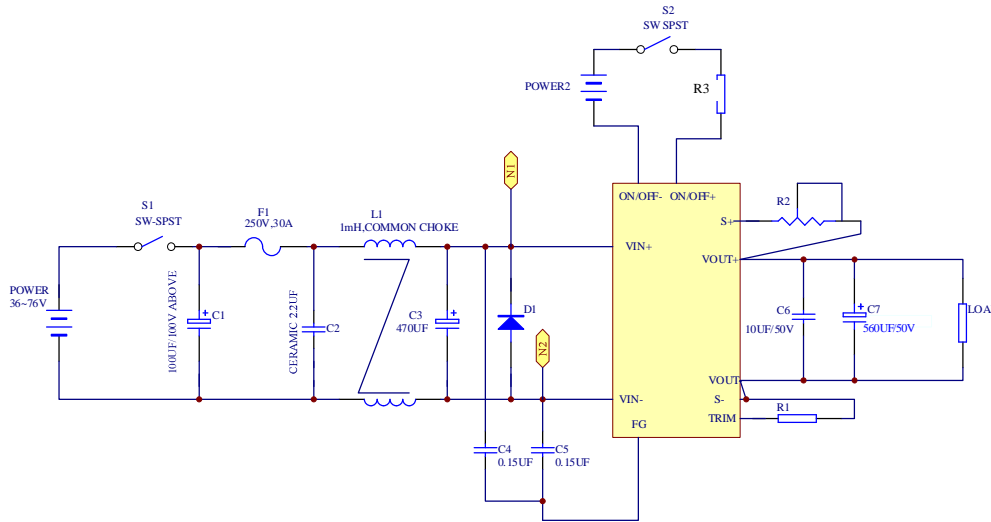 S2
SW SPST
POWER2
R3
N1
ON/OFF- ON/OFF+
S1
SW-SPST
F1
250V,30A
L1
1mH,COMMON CHOKE
R2
S+
VIN+
VOUT+
POWER
36~76V
100UF/100V ABOVE
C1
CERAMIC 2.2UF
C2
C3
470UF
D1
N2
C6
10UF/50V
C7
560UF/50V
LOA
VOUT
VIN-
S-
R1
TRIM
FG
C4
0.15UF
C5
0.15UF